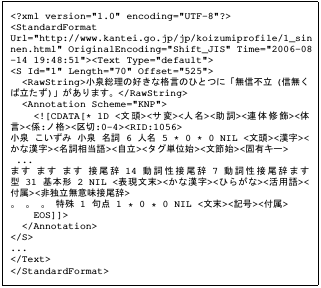 <?xml version="1.0" encoding="UTF-8"?>
<StandardFormat
Url="http://www.kantei.go.jp/jp/koizumiprofile/1_sin
nen.html" OriginalEncoding="Shift_JIS" Time="2006-08
-14 19:48:51"><Text Type="default">
<S Id="1" Length="70" Offset="525">
<RawString>小泉総理の好きな格言のひとつに「無信不立（信無く
ば立たず）」があります。</RawString>
<Annotation Scheme="KNP">
<![CDATA[* 1D <文頭><サ変><人名><助詞><連体修飾><体
言><係:ノ格><区切:0-4><RID:1056>
小泉 こいずみ 小泉 名詞 6 人名 5 * 0 * 0 NIL <文頭><漢字><
かな漢字><名詞相当語><自立><タグ単位始><文節始><固有キー>
...
ます ます ます 接尾辞 14 動詞性接尾辞 7 動詞性接尾辞ます
型 31 基本形 2 NIL <表現文末><かな漢字><ひらがな><活用語><
付属><非独立無意味接尾辞>
。 。 。 特殊 1 句点 1 * 0 * 0 NIL <文末><記号><付属>
EOS]]>
</Annotation>
</S>
...
</Text>
</StandardFormat>